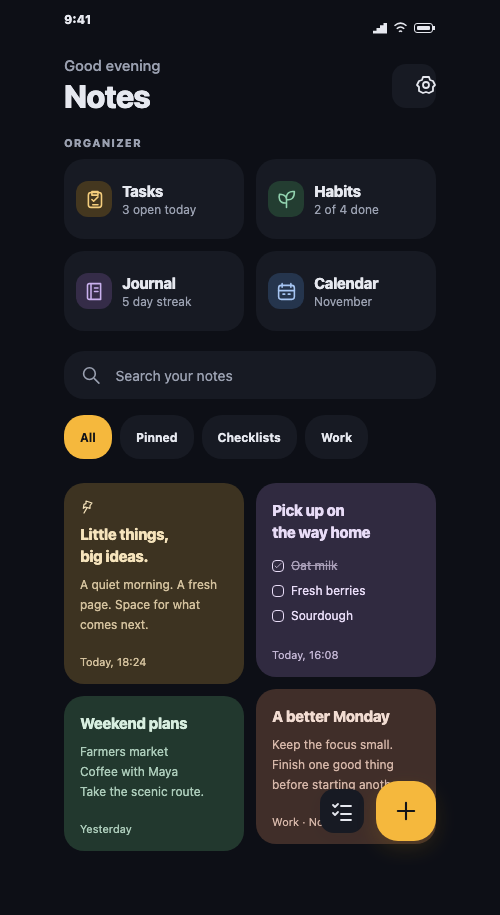 9:41
Good evening
Notes
ORGANIZER
Tasks
3 open today
Habits
2 of 4 done
Journal
5 day streak
Calendar
November
Search your notes
All
Pinned
Checklists
Work
Little things,
big ideas.
A quiet morning. A fresh
page. Space for what
comes next.
Today, 18:24
Pick up on
the way home
Oat milk
Fresh berries
Sourdough
Today, 16:08
Weekend plans
Farmers market
Coffee with Maya
Take the scenic route.
Yesterday
A better Monday
Keep the focus small.
Finish one good thing
before starting
Work ·